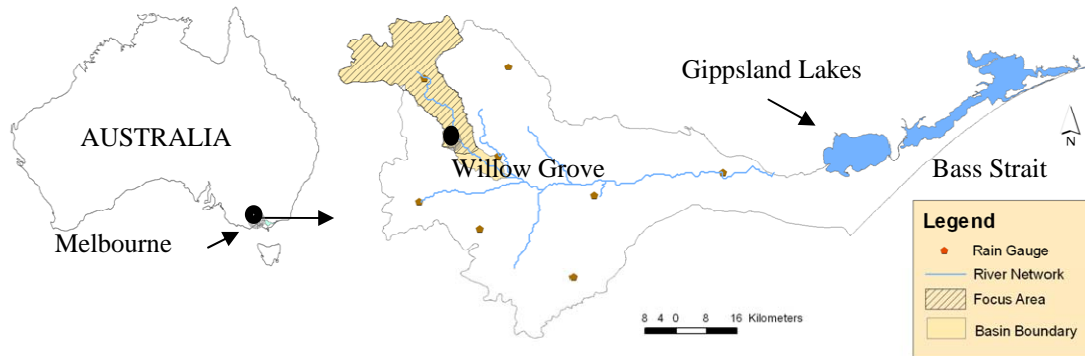 AUSTRALIA
Melbourne
Willow Grove
Gippsland Lakes
Bass Strait
N
8 4 0 8 16 Kilometers
Legend
Rain Gauge
River Network
Focus Area
Basin Boundary